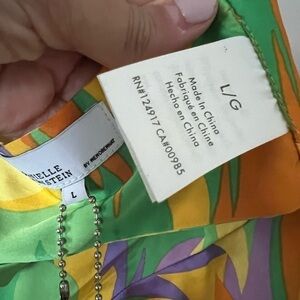 L/G
Made in China
Fabriqué en Chine
Hecho en China
RN#124917 CA#00985
L